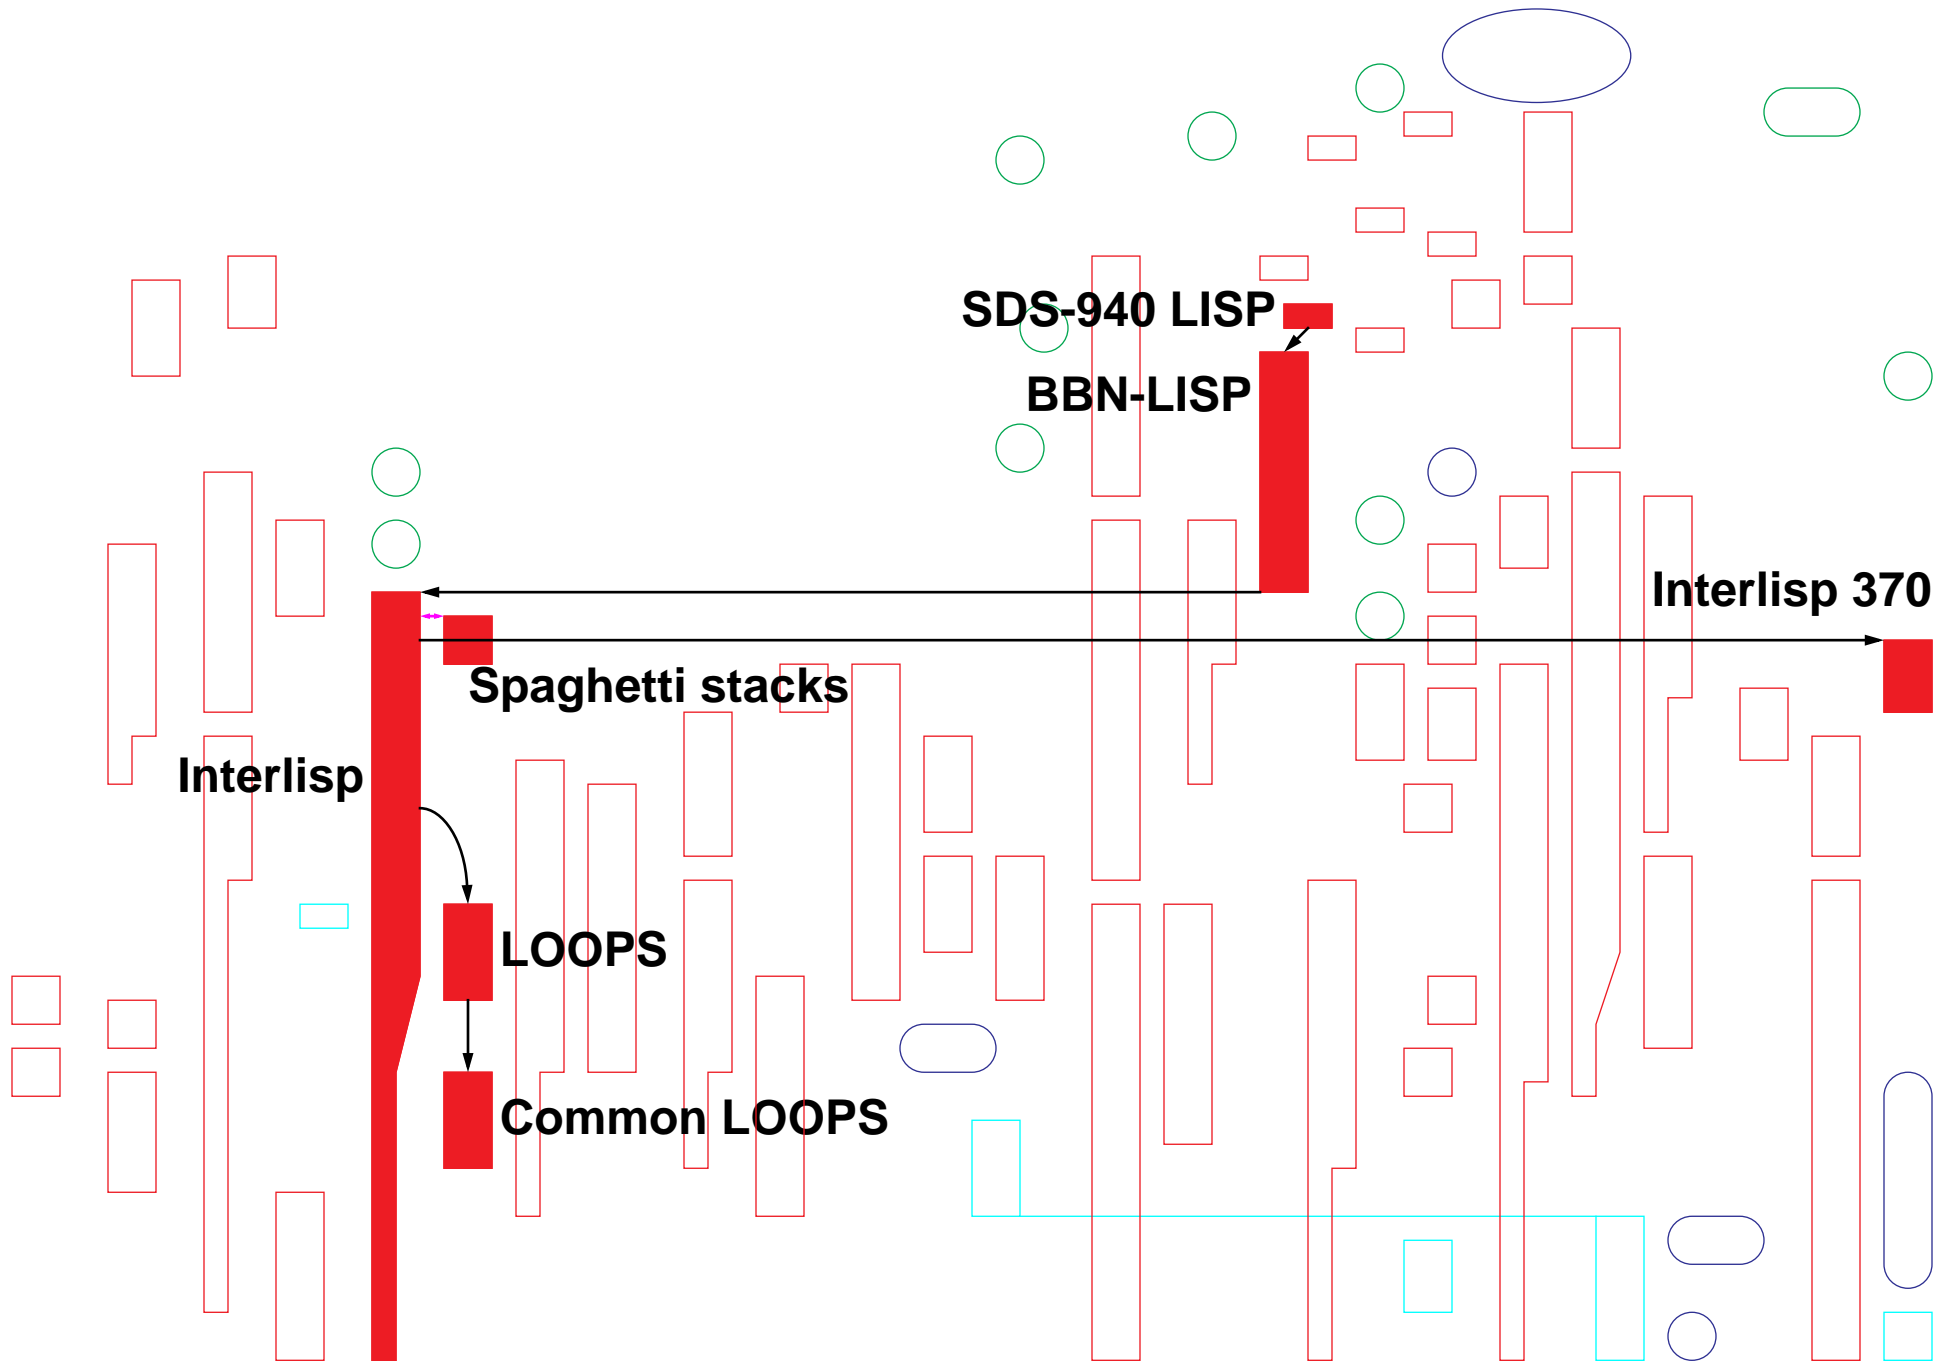 SDS-940 LISP
BBN-LISP
Interlisp 370
Spaghetti stacks
Interlisp
LOOPS
Common LOOPS